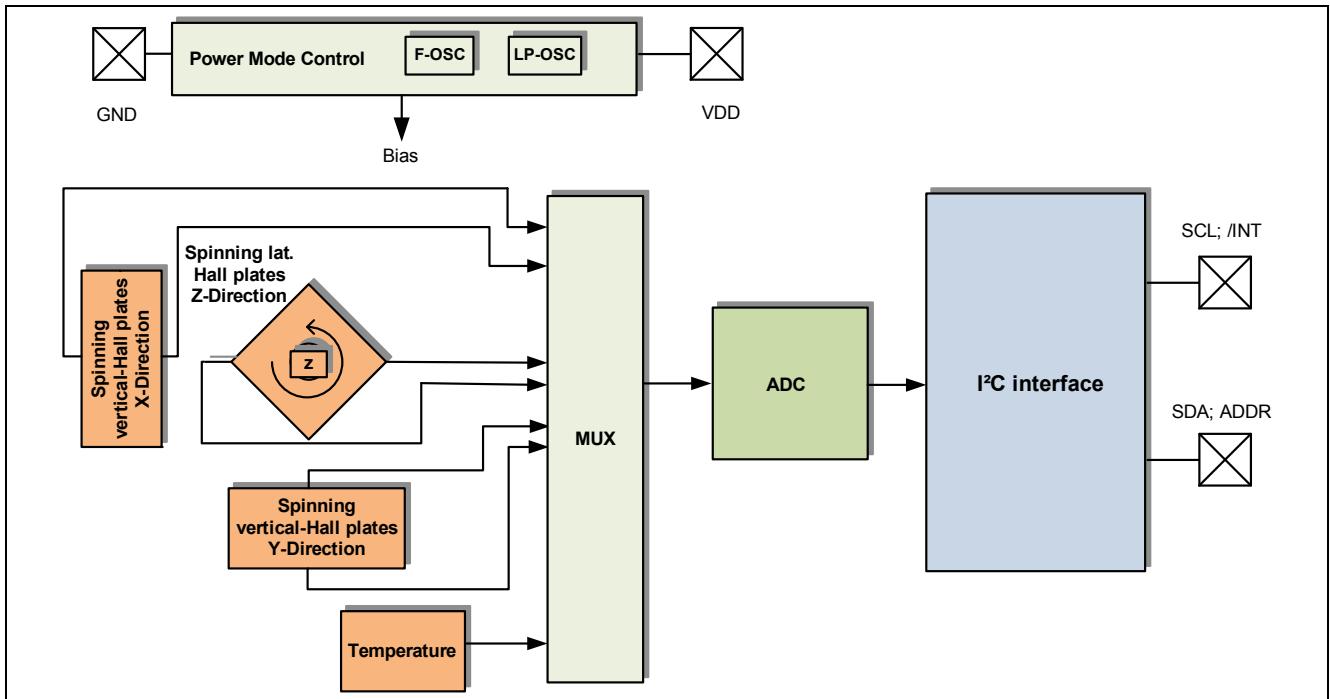 Power Mode Control
F-OSC
LP-OSC
GND
VDD
Bias
Spinning lat.
Hall plates
Z-Direction
Spinning
vertical-Hall plates
X-Direction
z
Spinning
vertical-Hall plates
Y-Direction
Temperature
MUX
ADC
I²C interface
SCL; /INT
SDA; ADDR